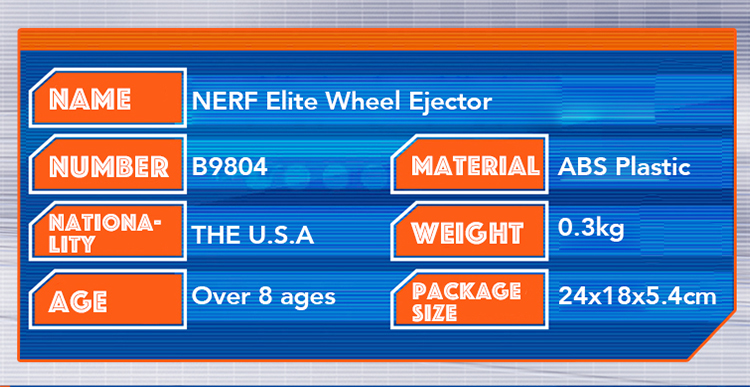 NAME NERF Elite Wheel Ejector
NUMBER B9804 MATERIAL ABS Plastic
NATIONA-
LITY THE U.S.A WEIGHT 0.3kg
AGE Over 8 ages PACKAGE
SIZE 24x18x5.4cm